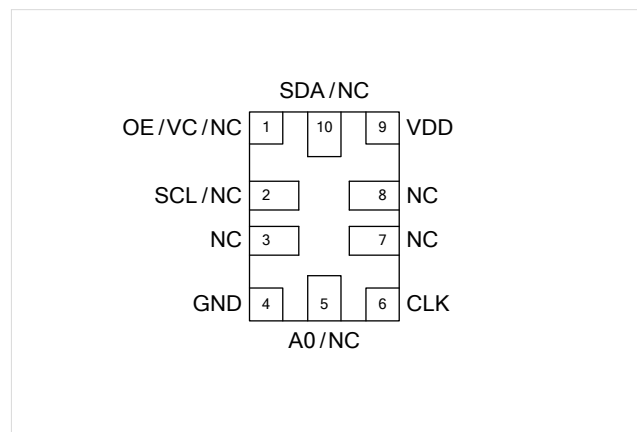 SDA/NC
OE/VC/NC 1 10 9 VDD
SCL/NC 2 8 NC
NC 3 7 NC
GND 4 5 6 CLK
A0/NC